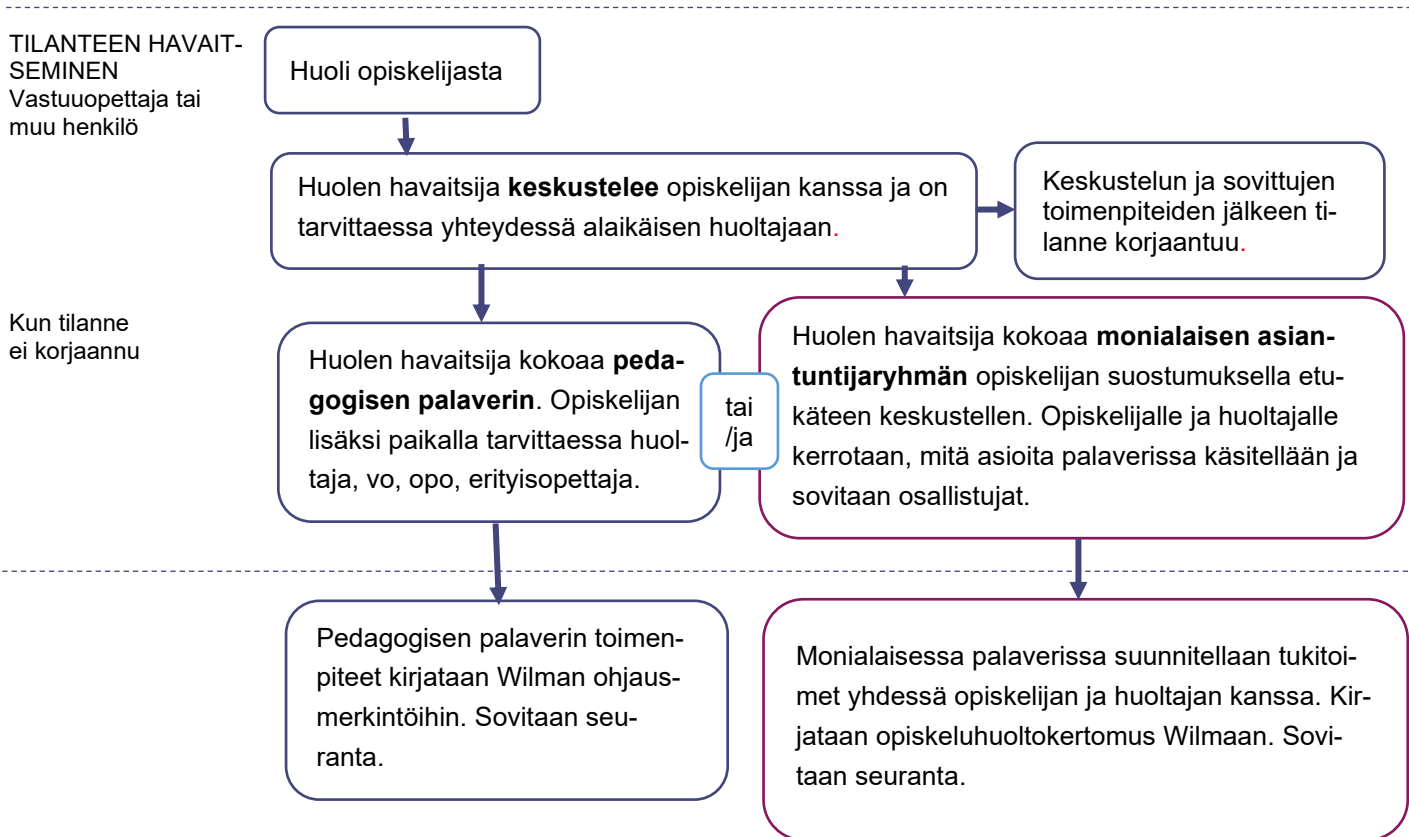 TILANTEEN HAVAIT-
SEMINEN
Vastuuopettaja tai
muu henkilö
Huoli opiskelijasta
Huolen havaitsija keskustelee opiskelijan kanssa ja on
tarvittaessa yhteydessä alaikäisen huoltajaan.
Keskustelun ja sovittujen
toimenpiteiden jälkeen ti-
lanne korjaantuu.
Kun tilanne
ei korjaannu
Huolen havaitsija kokoaa peda-
gogisen palaverin. Opiskelijan
lisäksi paikalla tarvittaessa huol-
taja, vo, opo, erityisopettaja.
tai
/ja
Huolen havaitsija kokoaa monialaisen asian-
tuntijaryhmän opiskelijan suostumuksella etu-
käteen keskustellen. Opiskelijalle ja huoltajalle
kerrotaan, mitä asioita palaverissa käsitellään ja
sovitaan osallistujat.
Pedagogisen palaverin toimen-
piteet kirjataan Wilman ohjaus-
merkintöihin. Sovitaan seu-
ranta.
Monialaisessa palaverissa suunnitellaan tukitoi-
met yhdessä opiskelijan ja huoltajan kanssa. Kir-
jataan opiskeluhuoltokertomus Wilmaan. Sovi-
taan seuranta.